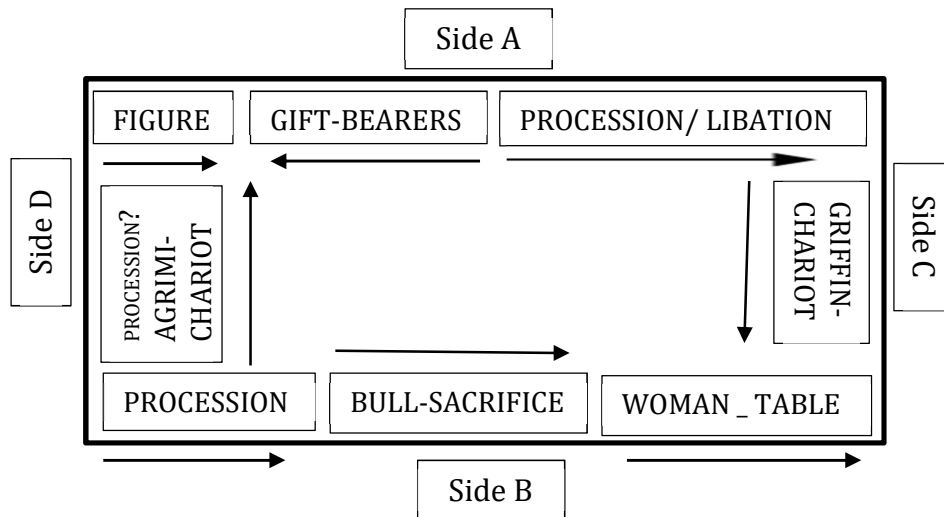 Side A
FIGURE
GIFT-BEARERS
PROCESSION/ LIBATION
Side D
PROCESSION?
AGRIMI-
CHARIOT
GRIFFIN-
CHARIOT
Side C
PROCESSION
BULL-SACRIFICE
WOMAN _ TABLE
Side B